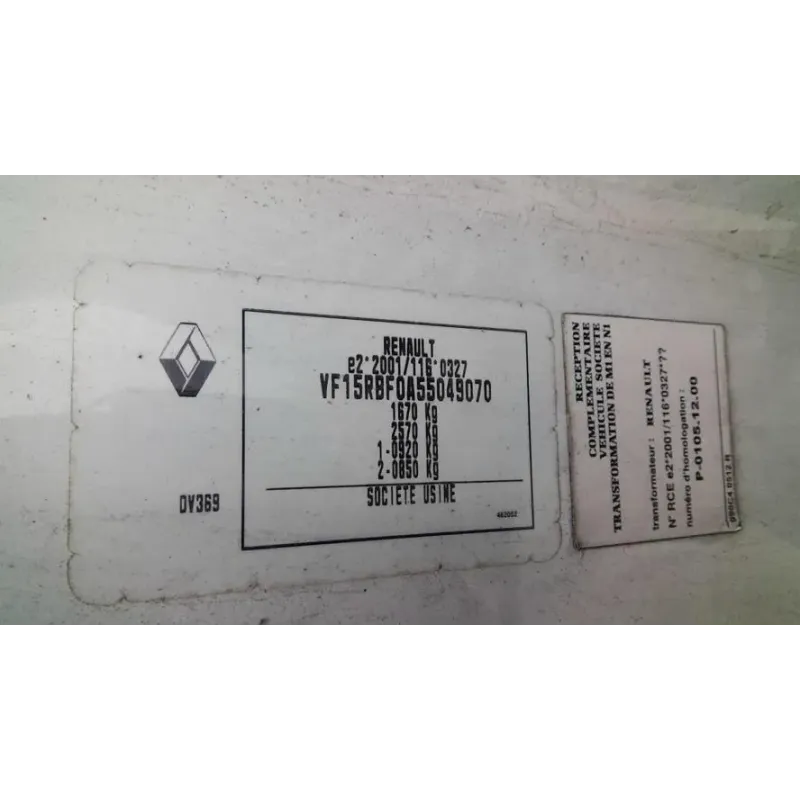 RENAULT
e2*2001/116*0327
VF15RBF0A55049070
1670 Kg
2570 Kg
1-0920 Kg
2-0850 Kg
SOCIETE USINE
DV369
RECEPTION
COMPLEMENTAIRE
VEHICULE SOCIETE
TRANSFORMATION DE M1 EN N1
transformateur : RENAULT
N° RCE e2*2001/116*0327*??
numéro d'homologation :
P-0105.12.00